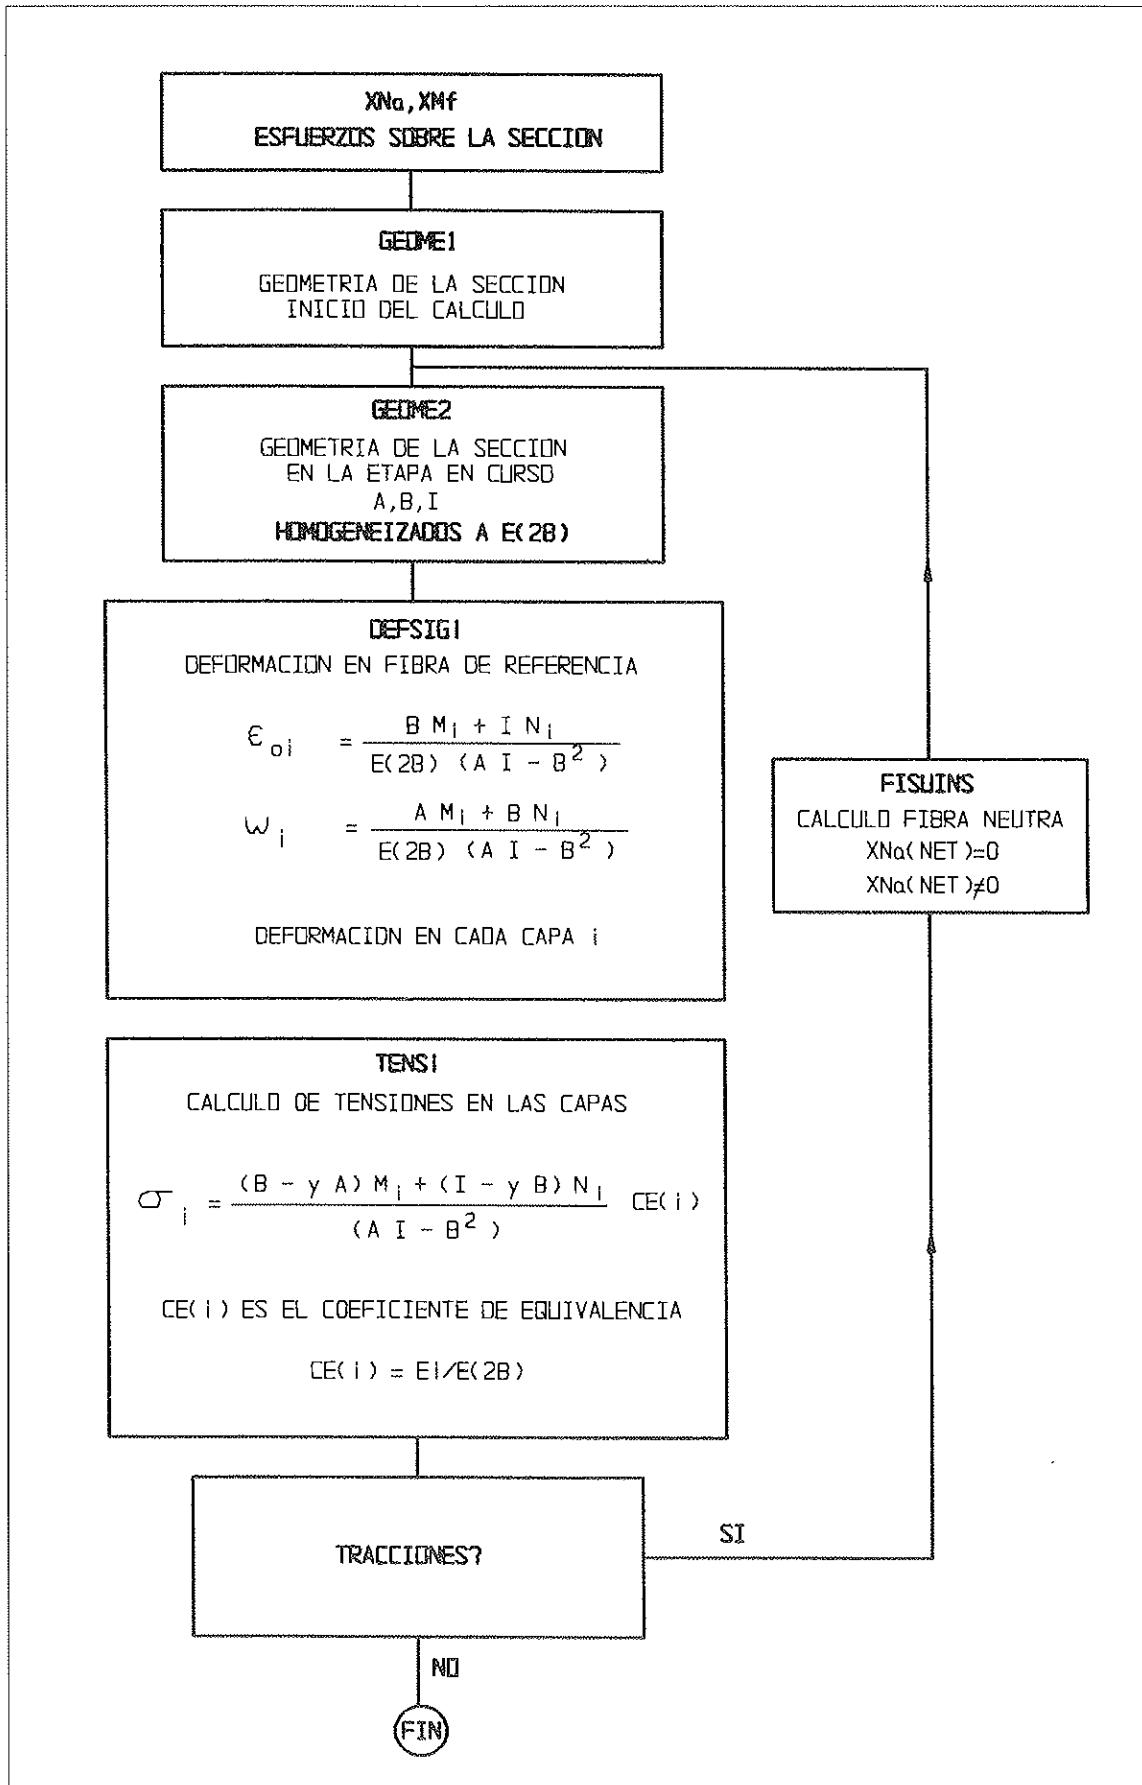 XNa,XMf
ESFUERZOS SOBRE LA SECCION
GEOME1
GEOMETRIA DE LA SECCION
INICIO DEL CALCULO
GEOME2
GEOMETRIA DE LA SECCION
EN LA ETAPA EN CURSO
A,B,I
HOMOGENEIZADOS A E(28)
DEFSIGI
DEFORMACION EN FIBRA DE REFERENCIA
ε_oi = (B M_i + I N_i) / (E(28) (A I - B²))
ω_i = (A M_i + B N_i) / (E(28) (A I - B²))
DEFORMACION EN CADA CAPA i
FISUINS
CALCULO FIBRA NEUTRA
XNa(NET)=0
XNa(NET)≠0
TENSI
CALCULO DE TENSIONES EN LAS CAPAS
σ_i = ((B - y A) M_i + (I - y B) N_i) / (A I - B²) CE(i)
CE(i) ES EL COEFICIENTE DE EQUIVALENCIA
CE(i) = Ei/E(28)
TRACCIONES?
SI
NO
FIN